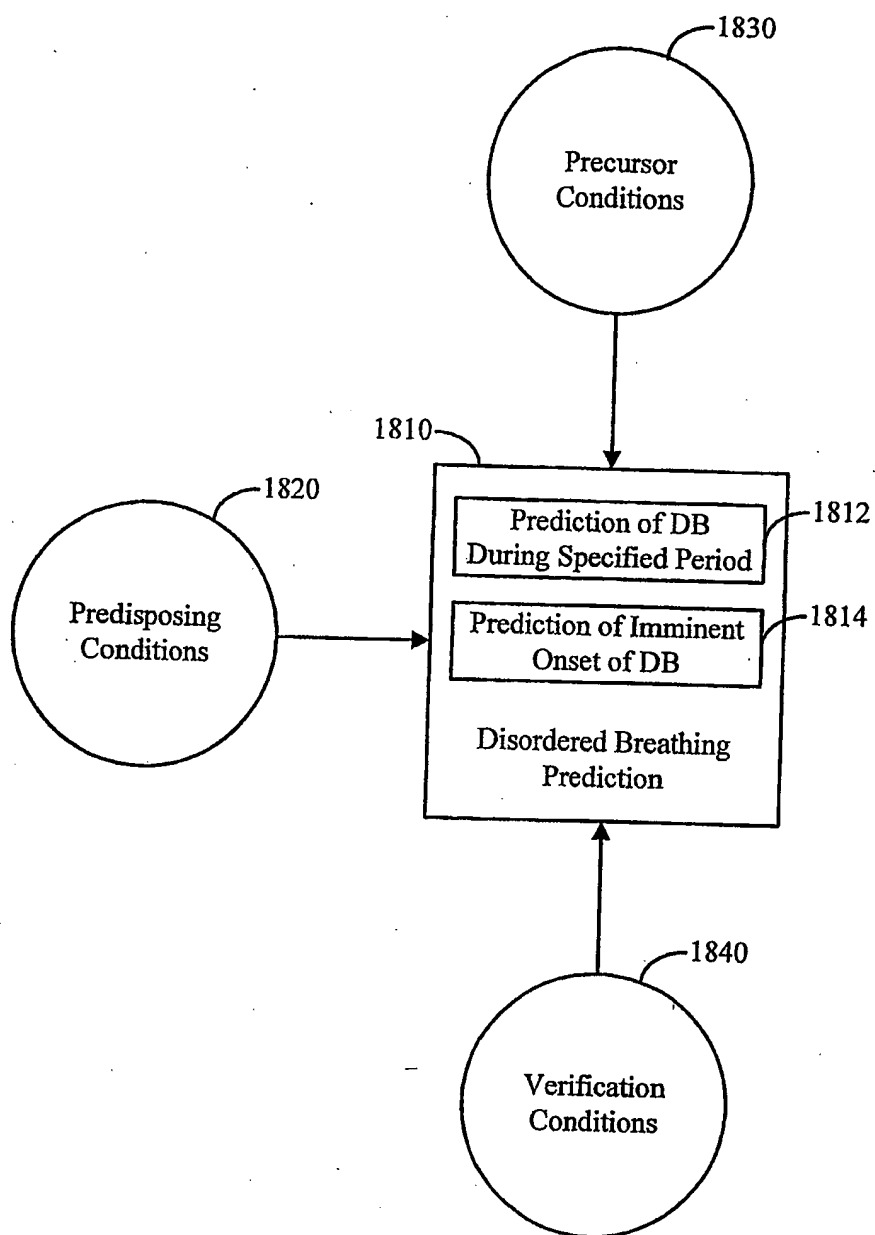 1830
Precursor
Conditions
1810
1820
Prediction of DB
During Specified Period
1812
Predisposing
Conditions
Prediction of Imminent
Onset of DB
1814
Disordered Breathing
Prediction
1840
Verification
Conditions